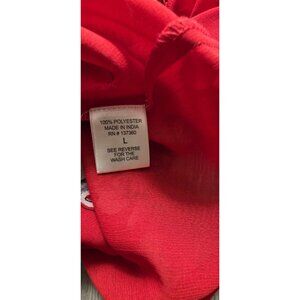 100% POLYESTER
MADE IN INDIA
RN # 137360
L
SEE REVERSE
FOR THE
WASH CARE